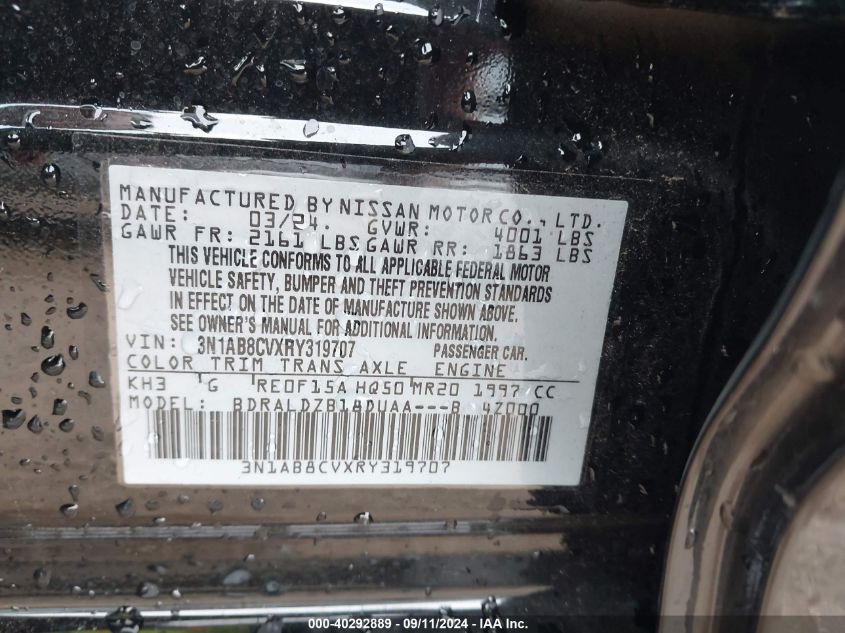 MANUFACTURED BY NISSAN MOTOR CO., LTD.
DATE: 03/24. GVWR: 4001 LBS
GAWR FR: 2161 LBS GAWR RR: 1863 LBS
THIS VEHICLE CONFORMS TO ALL APPLICABLE FEDERAL MOTOR
VEHICLE SAFETY, BUMPER AND THEFT PREVENTION STANDARDS
IN EFFECT ON THE DATE OF MANUFACTURE SHOWN ABOVE.
SEE OWNER'S MANUAL FOR ADDITIONAL INFORMATION.
VIN: 3N1AB8CVXRY319707 PASSENGER CAR.
COLOR TRIM TRANS AXLE ENGINE
KH3 G RE0F15A HQ50 MR20 1997 CC
MODEL: BDRALDZB18DUAA---B 4Z000
3N1AB8CVXRY319707
000-40292889 - 09/11/2024 - IAA Inc.